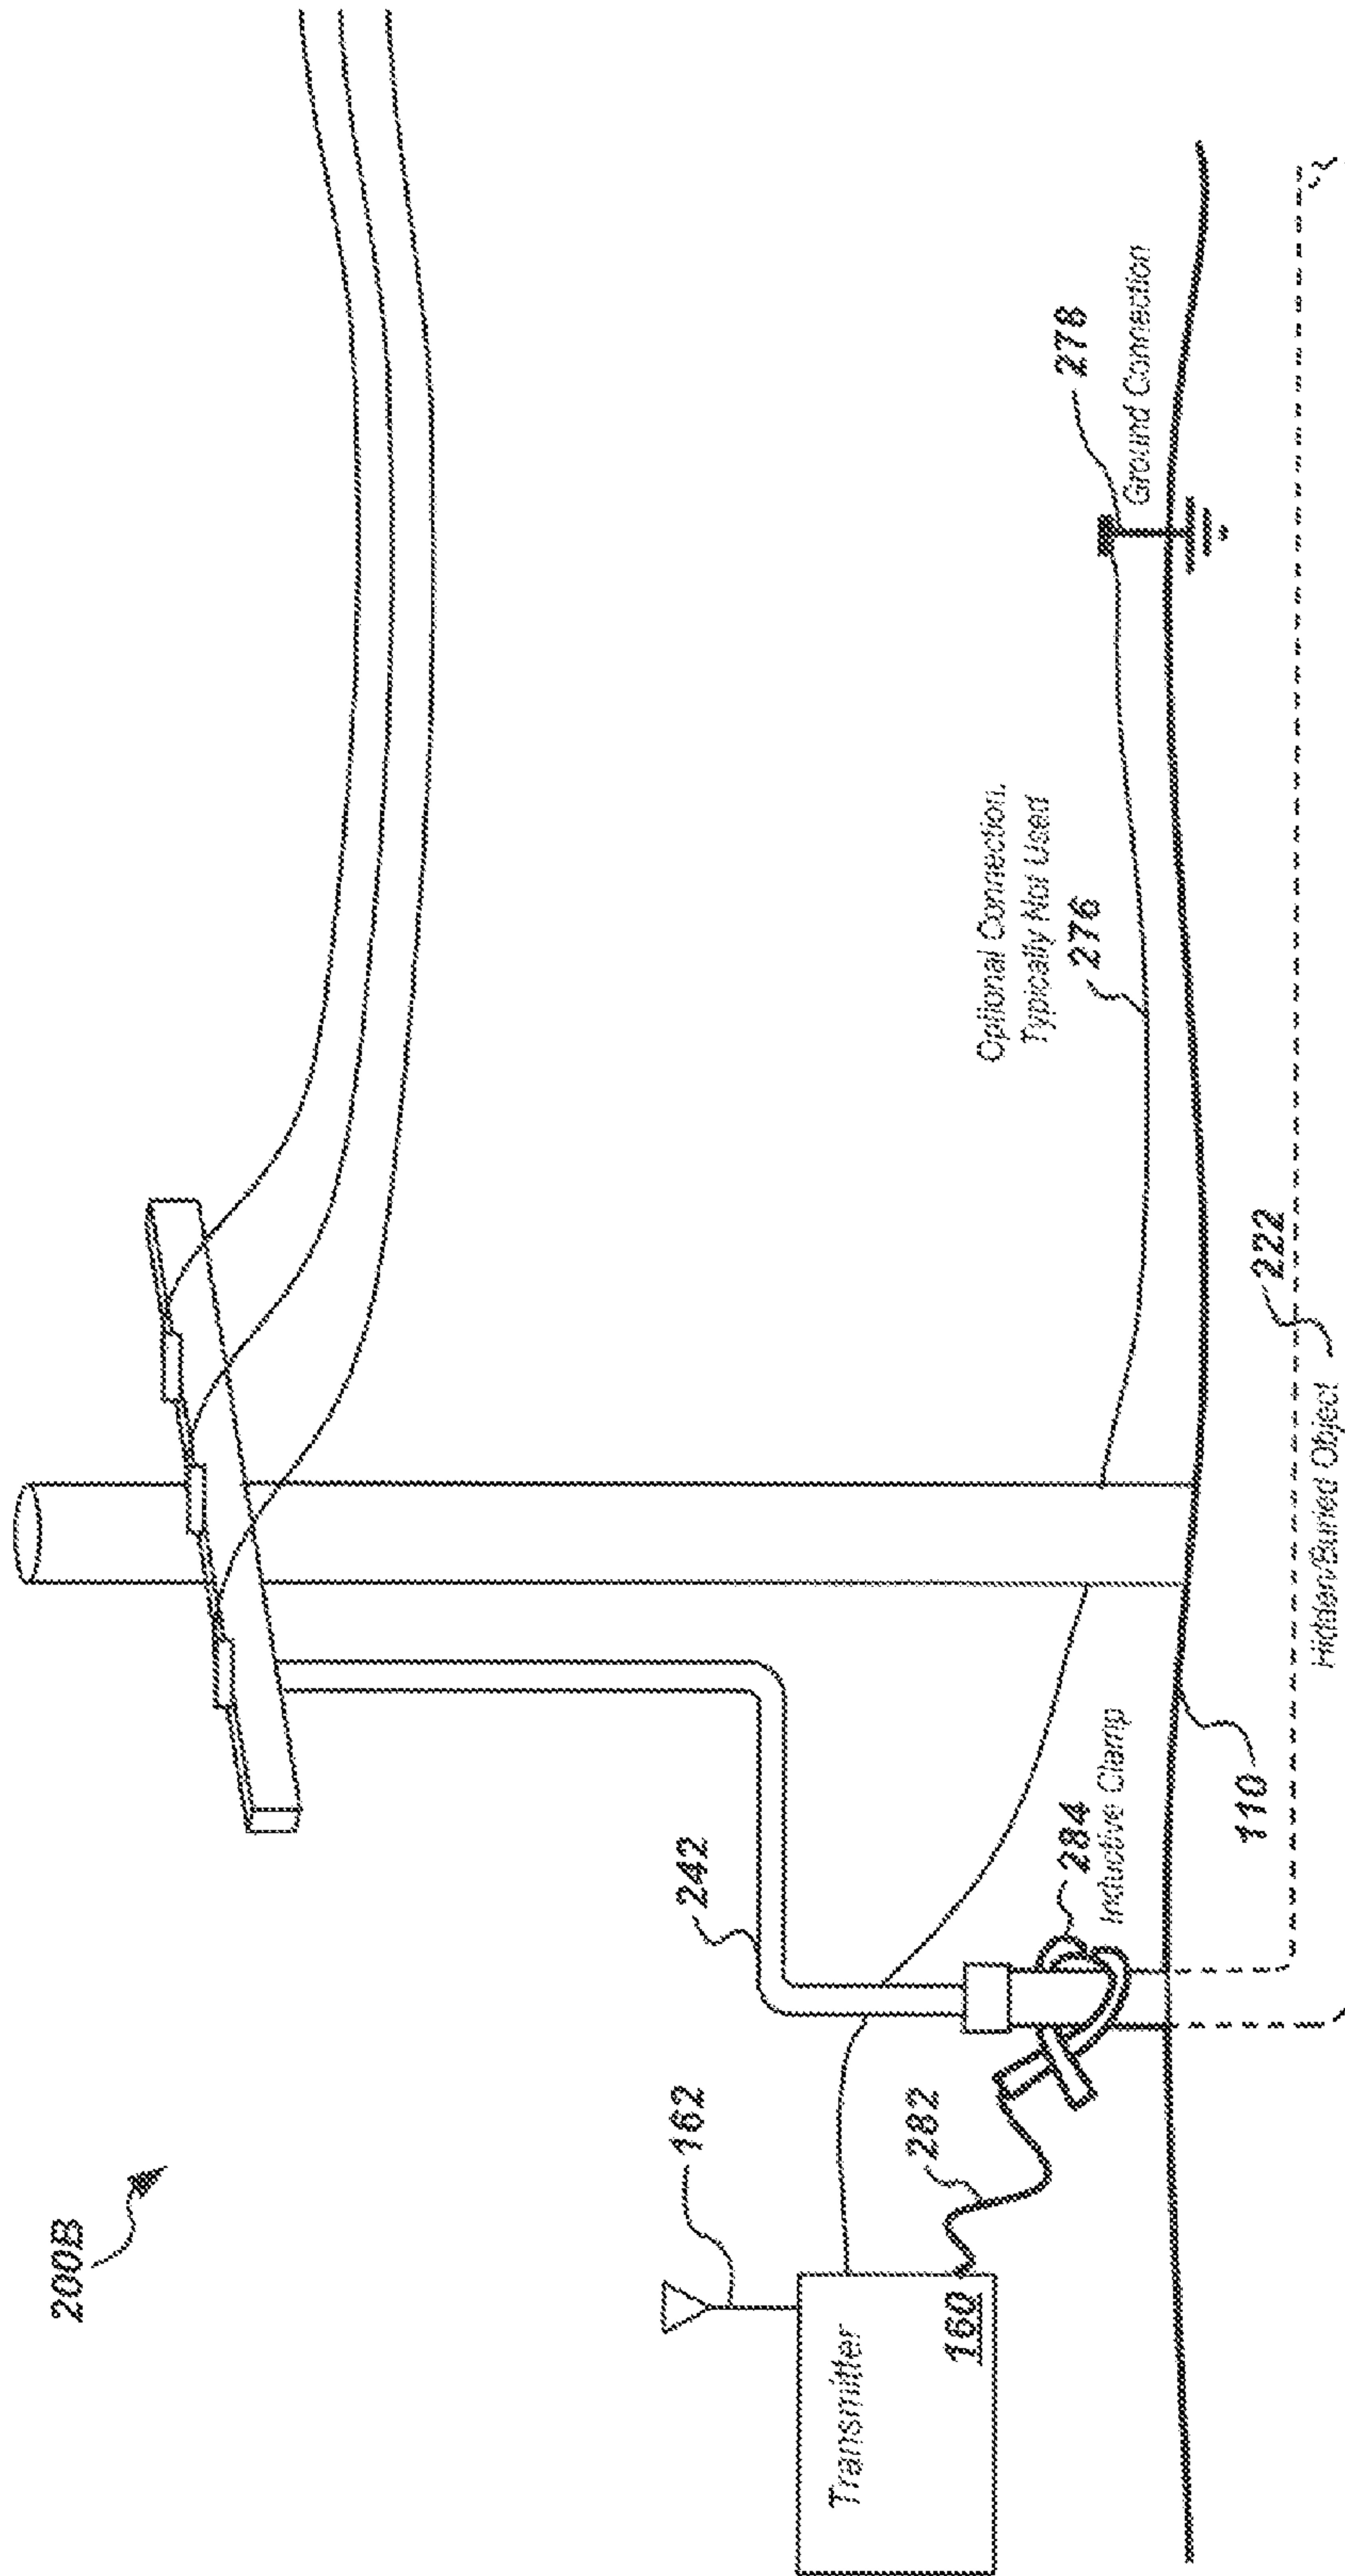 200B
162
Transmitter
160
282
242
284
Inductive Clamp
110
Optional Connection.
Typically Not Used
276
278
Ground Connection
222
Hidden/Buried Object